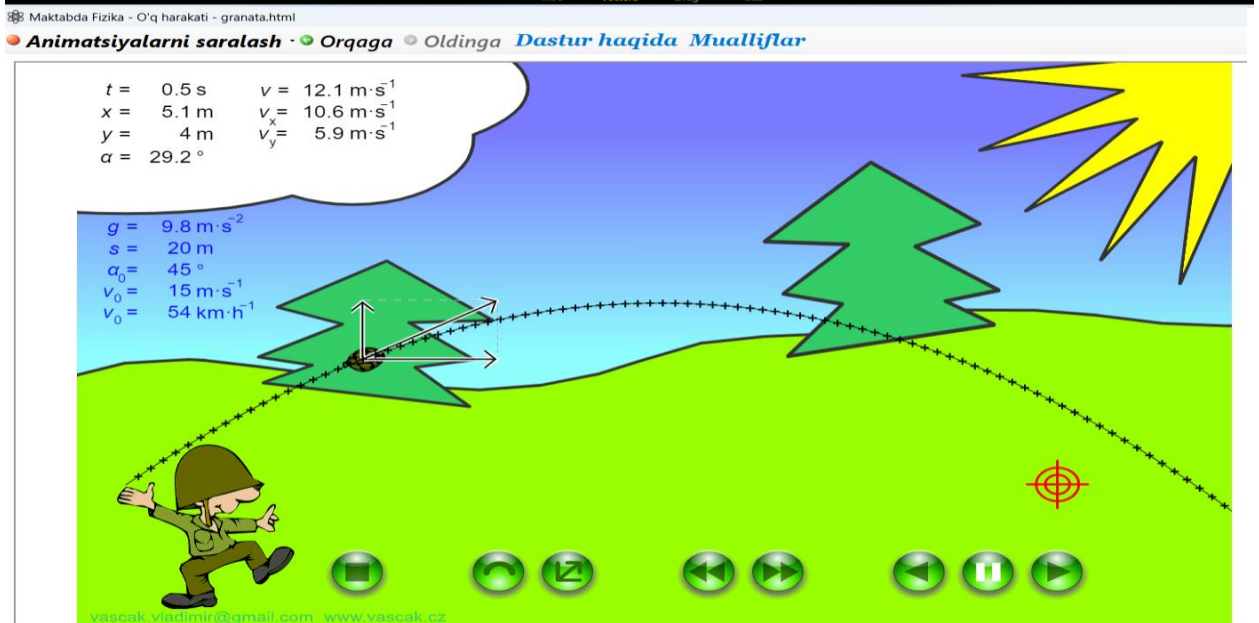 Maktabda Fizika - O'q harakati - granata.html
Animatsiyalarni saralash · Orqaga Oldinga Dastur haqida Mualliflar
t = 0.5 s v = 12.1 m·s⁻¹
x = 5.1 m vₓ= 10.6 m·s⁻¹
y = 4 m v_y= 5.9 m·s⁻¹
α = 29.2 °
g = 9.8 m·s⁻²
s = 20 m
α₀= 45 °
v₀ = 15 m·s⁻¹
v₀ = 54 km·h⁻¹
vascak.vladimir@gmail.com www.vascak.cz